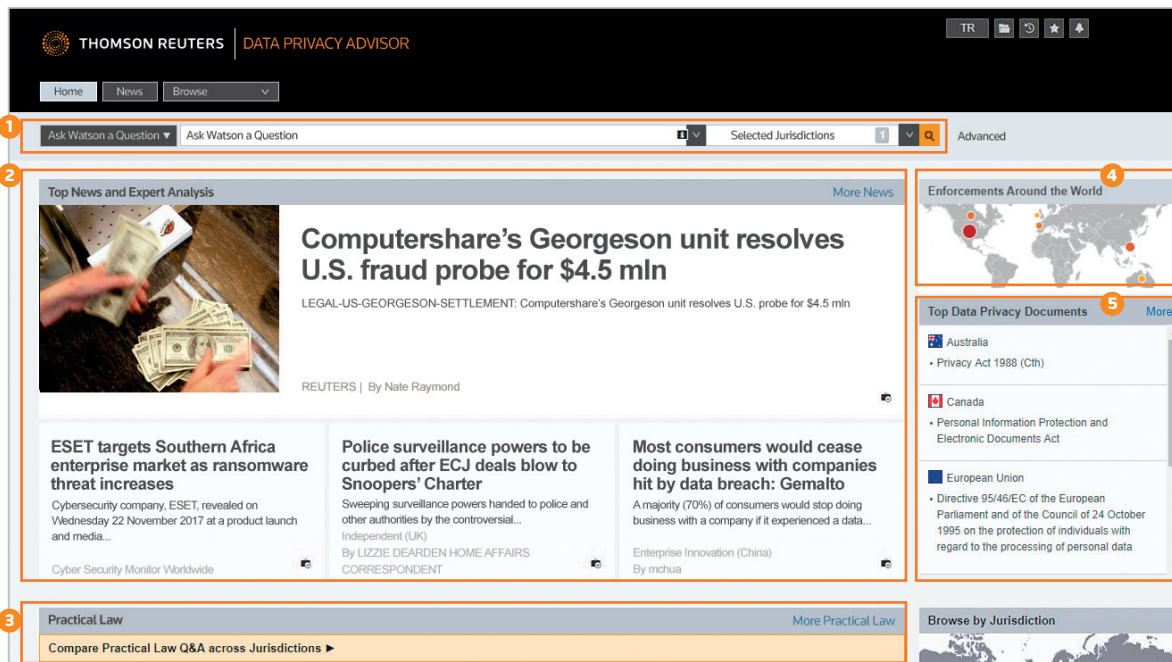 THOMSON REUTERS DATA PRIVACY ADVISOR
TR
Home News Browse
1
Ask Watson a Question Ask Watson a Question Selected Jurisdictions 1 Advanced
2
Top News and Expert Analysis More News
Computershare's Georgeson unit resolves
U.S. fraud probe for $4.5 mln
LEGAL-US-GEORGESON-SETTLEMENT: Computershare's Georgeson unit resolves U.S. probe for $4.5 mln
REUTERS | By Nate Raymond
ESET targets Southern Africa
enterprise market as ransomware
threat increases
Cybersecurity company, ESET, revealed on
Wednesday 22 November 2017 at a product launch
and media...
Cyber Security Monitor Worldwide
Police surveillance powers to be
curbed after ECJ deals blow to
Snoopers' Charter
Sweeping surveillance powers handed to police and
other authorities by the controversial...
Independent (UK)
By LIZZIE DEARDEN HOME AFFAIRS
CORRESPONDENT
Most consumers would cease
doing business with companies
hit by data breach: Gemalto
A majority (70%) of consumers would stop doing
business with a company if it experienced a data...
Enterprise Innovation (China)
By mchua
4
Enforcements Around the World
5
Top Data Privacy Documents More
Australia
• Privacy Act 1988 (Cth)
Canada
• Personal Information Protection and
Electronic Documents Act
European Union
• Directive 95/46/EC of the European
Parliament and of the Council of 24 October
1995 on the protection of individuals with
regard to the processing of personal data
3
Practical Law More Practical Law
Compare Practical Law Q&A across Jurisdictions ►
Browse by Jurisdiction